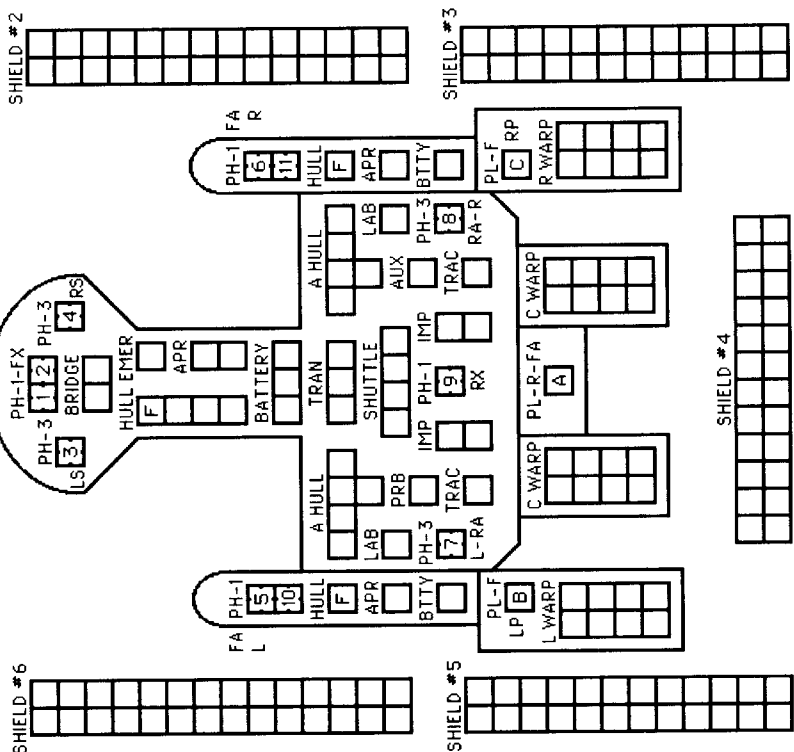 SHIELD #2
SHIELD #3
SHIELD #4
SHIELD #5
SHIELD #6
PH-1-FX
1 2
PH-3
3
LS
PH-3
4
RS
BRIDGE
HULL EMER
F
APR
BATTERY
TRAN
SHUTTLE
IMP
PH-1
9
RX
IMP
A HULL
LAB
PRB
PH-3
7
L-RA
TRAC
A HULL
LAB
AUX
PH-3
8
RA-R
TRAC
FA
L
PH-1
5
10
HULL
F
APR
BTTY
PL-F
LP
B
L WARP
FA
R
PH-1
6
11
HULL
F
APR
BTTY
PL-F
C
RP
R WARP
C WARP
PL-R-FA
A
C WARP